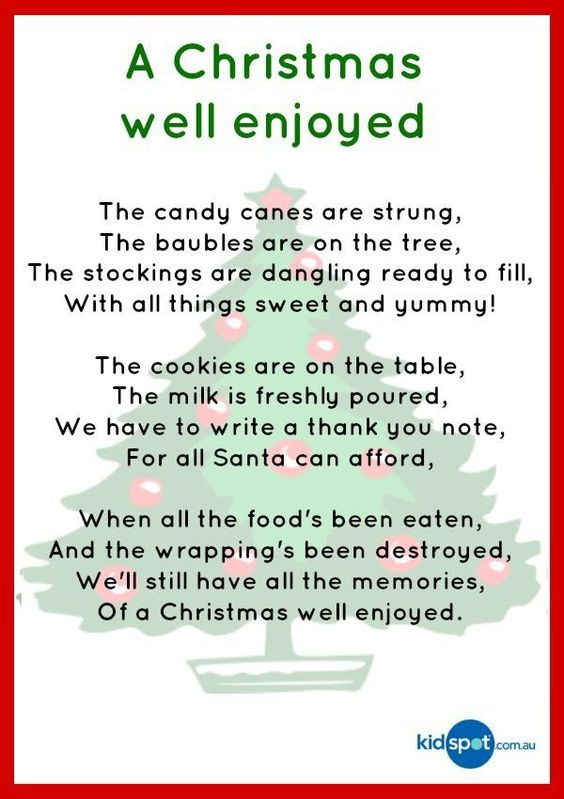 A Christmas
well enjoyed
The candy canes are strung,
The baubles are on the tree,
The stockings are dangling ready to fill,
With all things sweet and yummy!
The cookies are on the table,
The milk is freshly poured,
We have to write a thank you note,
For all Santa can afford,
When all the food's been eaten,
And the wrapping's been destroyed,
We'll still have all the memories,
Of a Christmas well enjoyed.
kidspot.com.au